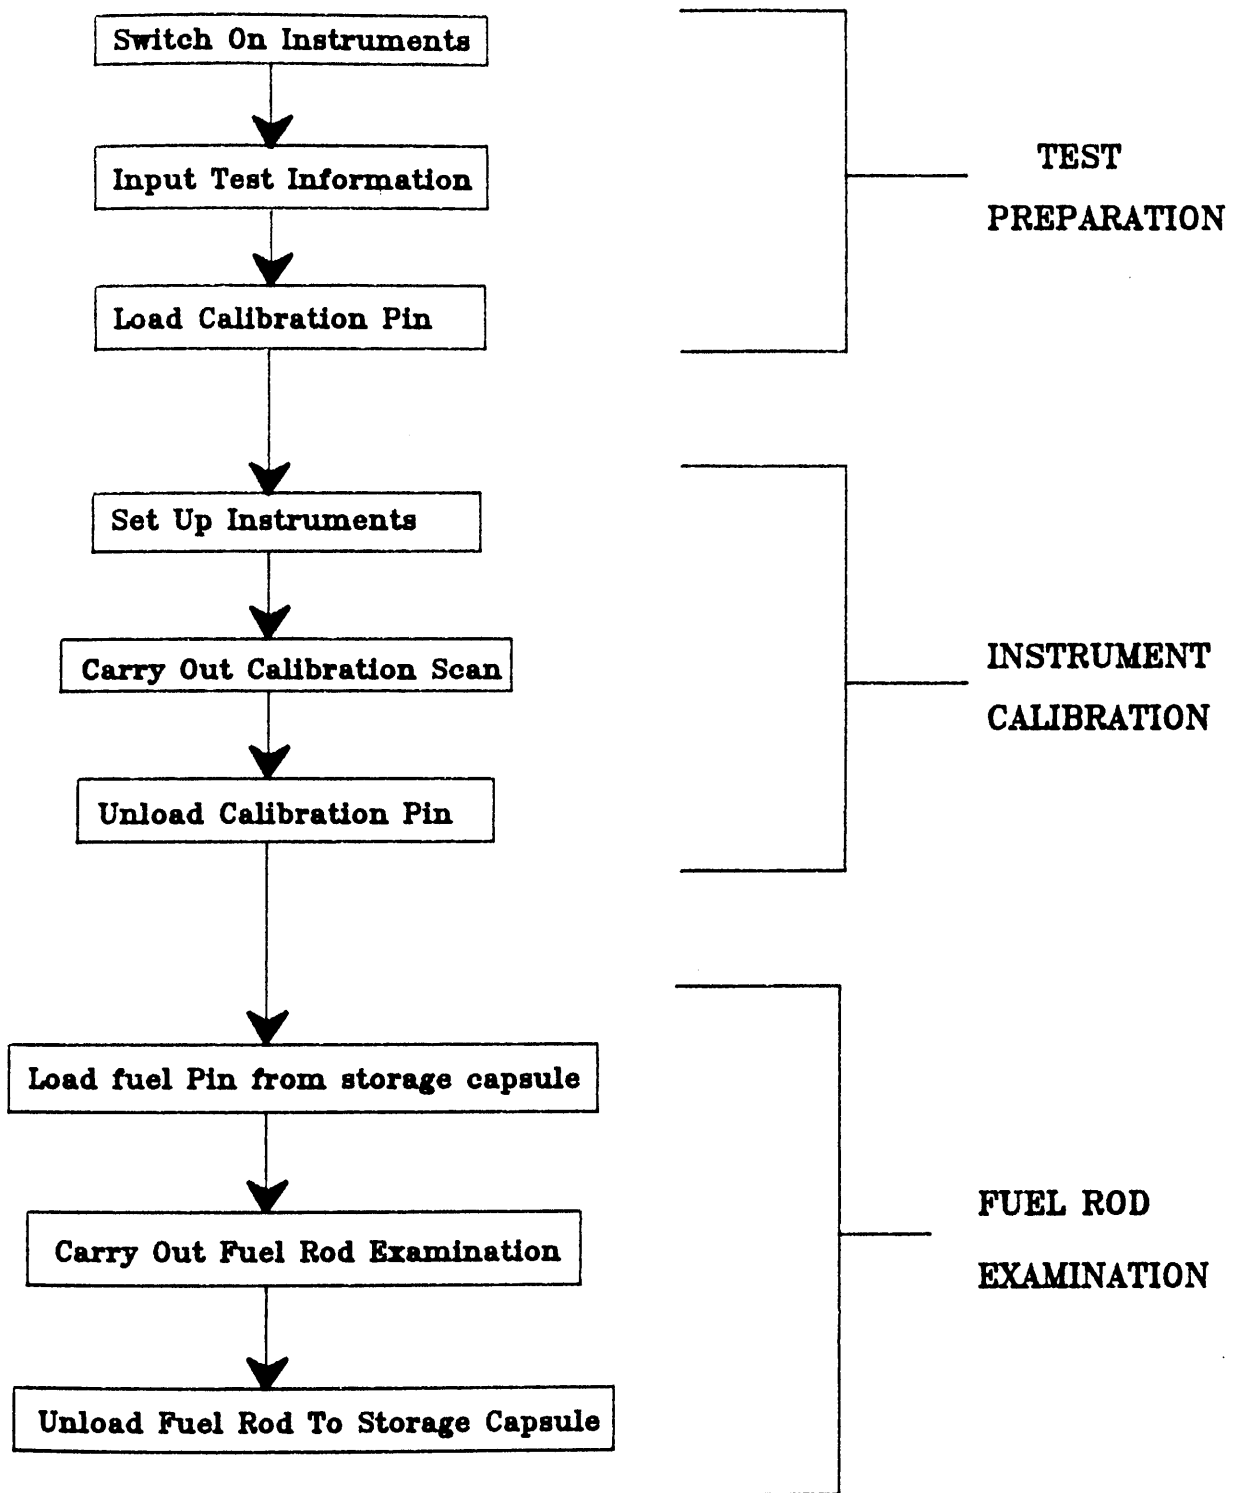 Switch On Instruments
Input Test Information
Load Calibration Pin
TEST
PREPARATION
Set Up Instruments
Carry Out Calibration Scan
Unload Calibration Pin
INSTRUMENT
CALIBRATION
Load fuel Pin from storage capsule
Carry Out Fuel Rod Examination
Unload Fuel Rod To Storage Capsule
FUEL ROD
EXAMINATION